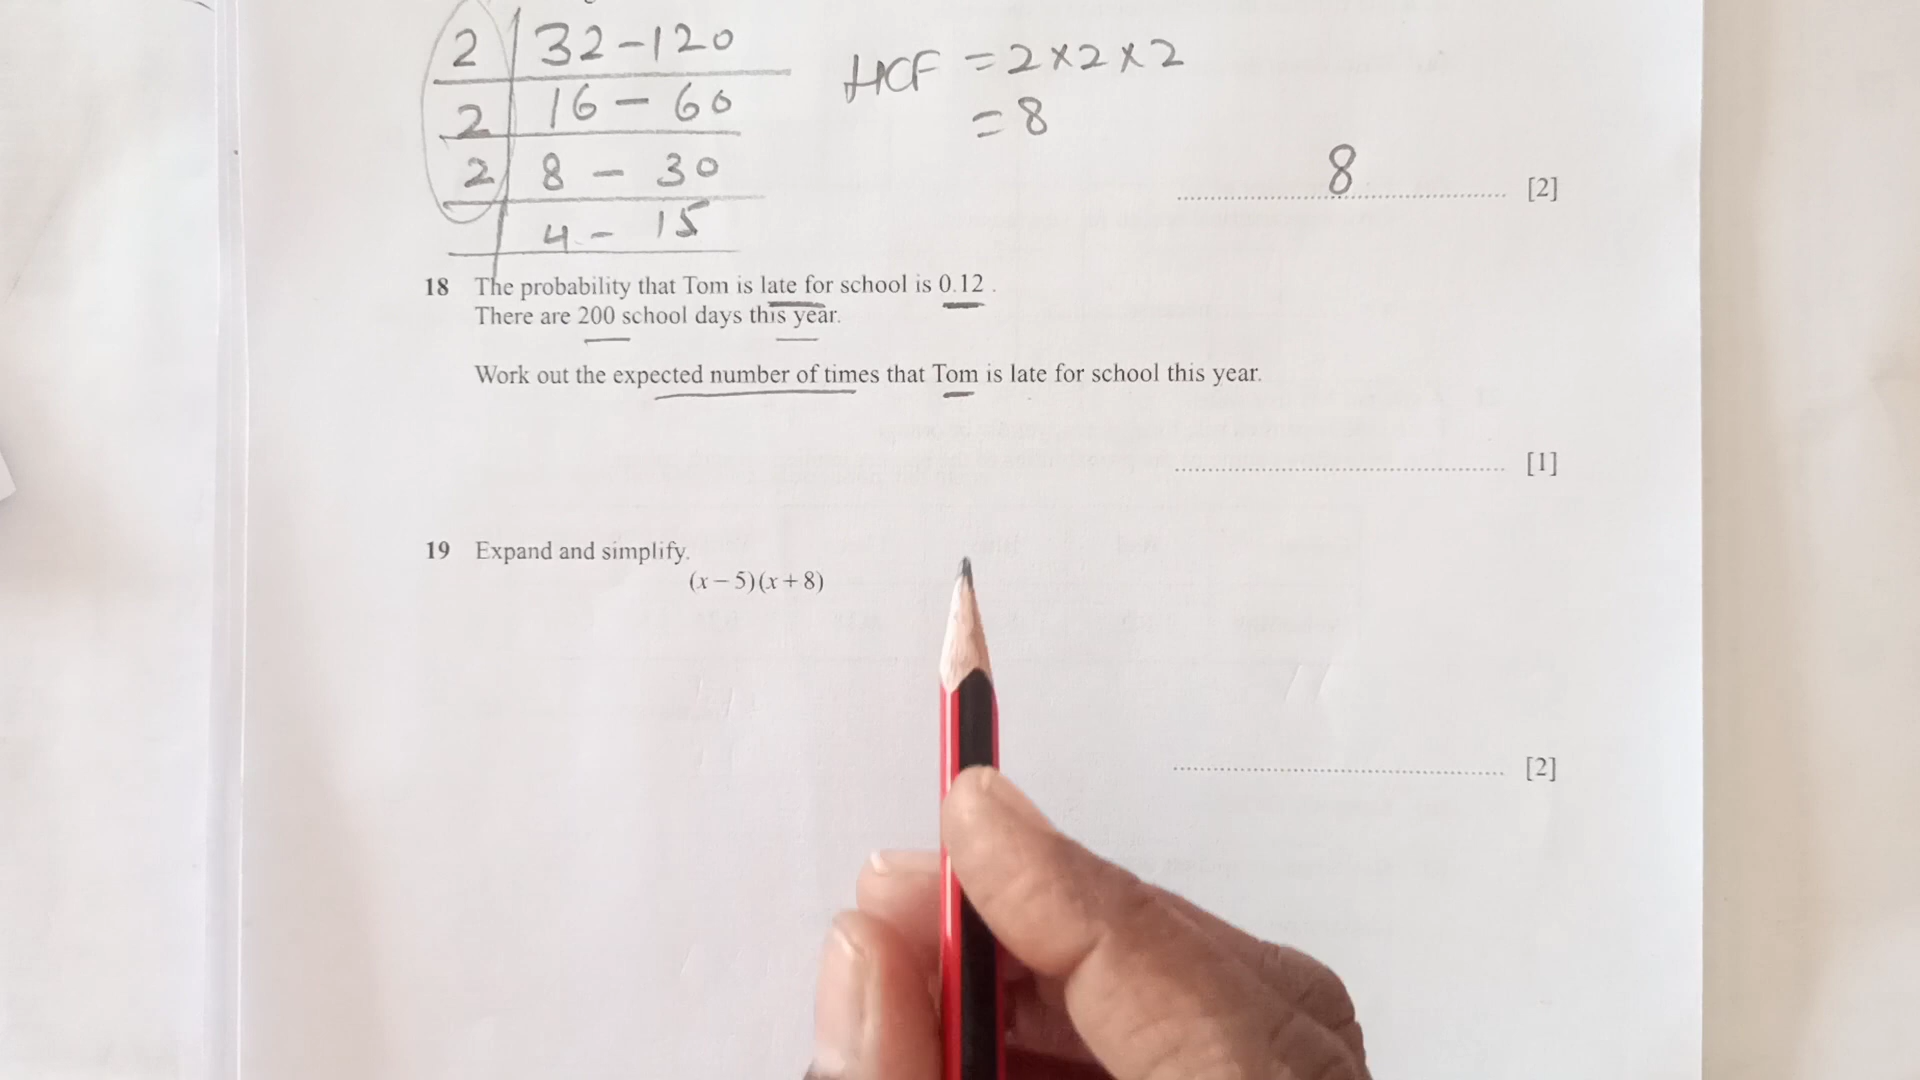 2 32 - 120
HCF = 2 × 2 × 2
2 16 - 60
= 8
2 8 - 30
8 [2]
4 - 15
18 The probability that Tom is late for school is 0.12 .
There are 200 school days this year.
Work out the expected number of times that Tom is late for school this year.
[1]
19 Expand and simplify.
(x − 5)(x + 8)
[2]